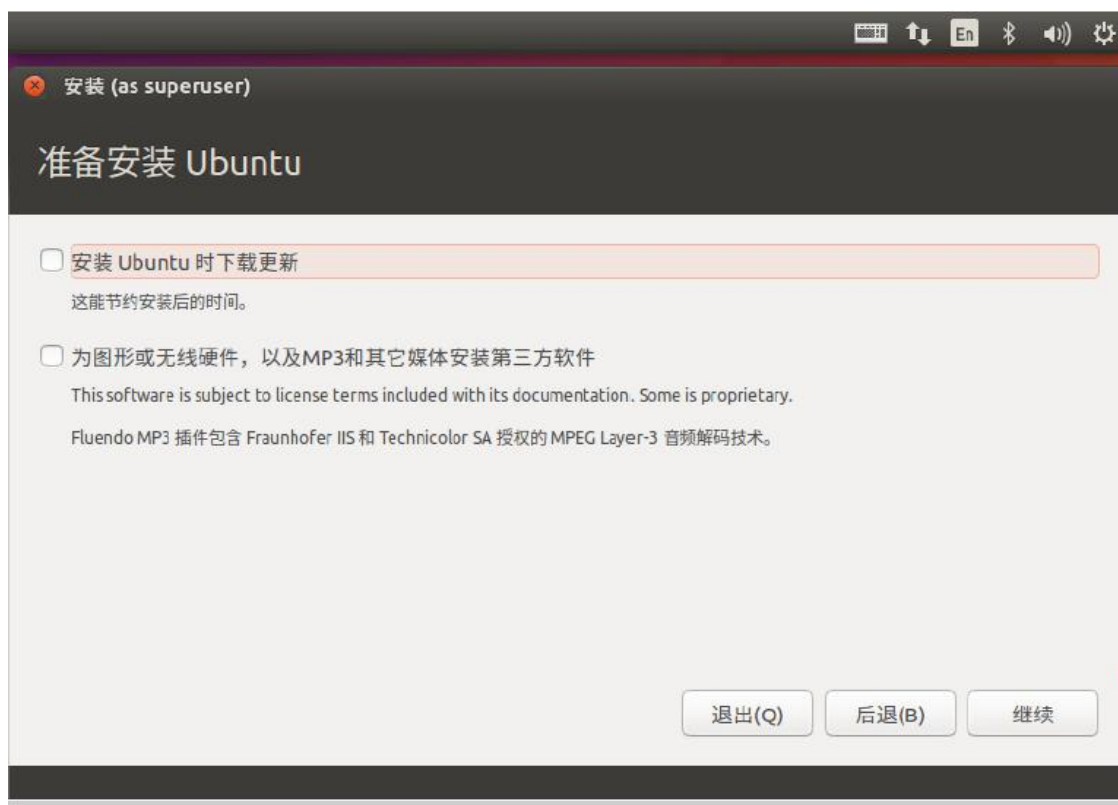 En
安装 (as superuser)
准备安装 Ubuntu
安装 Ubuntu 时下载更新
这能节约安装后的时间。
为图形或无线硬件，以及MP3和其它媒体安装第三方软件
This software is subject to license terms included with its documentation. Some is proprietary.
Fluendo MP3 插件包含 Fraunhofer IIS 和 Technicolor SA 授权的 MPEG Layer-3 音频解码技术。
退出(Q) 后退(B) 继续